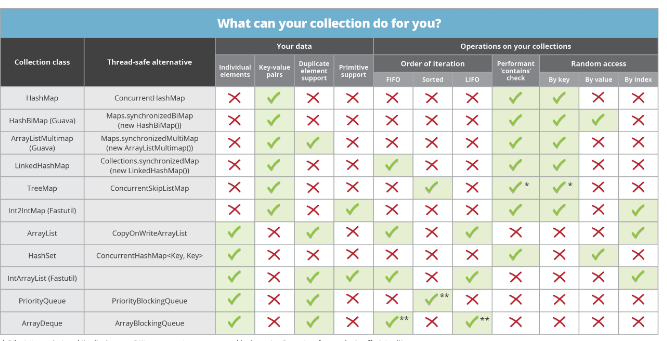 What can your collection do for you?
Collection class
Thread-safe alternative
Your data
Operations on your collections
Individual elements
Key-value pairs
Duplicate element support
Primitive support
Order of iteration
FIFO
Sorted
LIFO
Performant 'contains' check
Random access
By key
By value
By index
HashMap
ConcurrentHashMap
HashBiMap (Guava)
Maps.synchronizedBiMap
(new HashBiMap())
ArrayListMultimap
(Guava)
Maps.synchronizedMultiMap
(new ArrayListMultimap())
LinkedHashMap
Collections.synchronizedMap
(new LinkedHashMap())
TreeMap
ConcurrentSkipListMap
*
*
Int2IntMap (Fastutil)
ArrayList
CopyOnWriteArrayList
HashSet
ConcurrentHashMap<Key, Key>
IntArrayList (Fastutil)
PriorityQueue
PriorityBlockingQueue
**
ArrayDeque
ArrayBlockingQueue
**
**